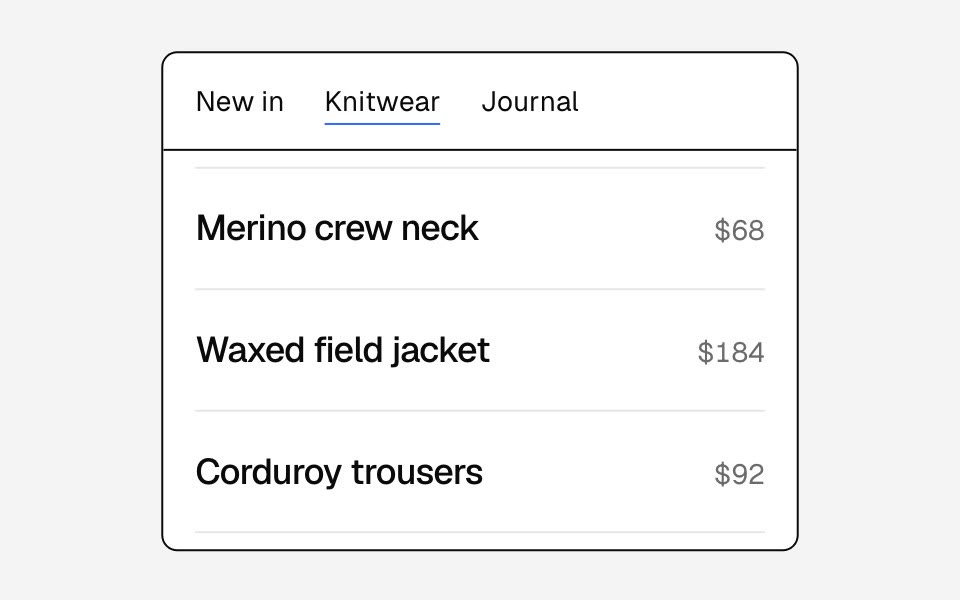 New in Knitwear Journal
Merino crew neck $68
Waxed field jacket $184
Corduroy trousers $92